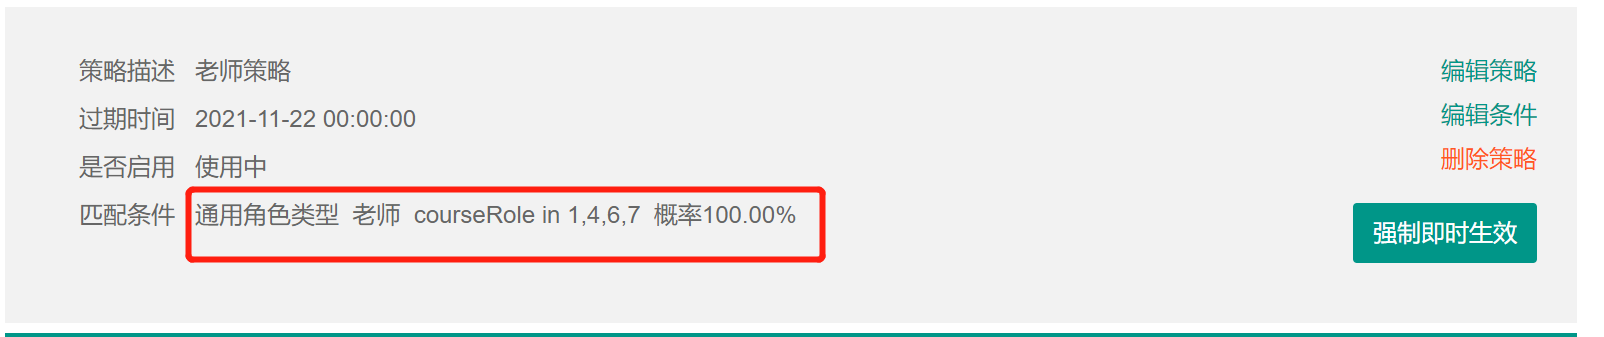 策略描述 老师策略 编辑策略
过期时间 2021-11-22 00:00:00 编辑条件
是否启用 使用中 删除策略
匹配条件 通用角色类型 老师 courseRole in 1,4,6,7 概率100.00% 强制即时生效